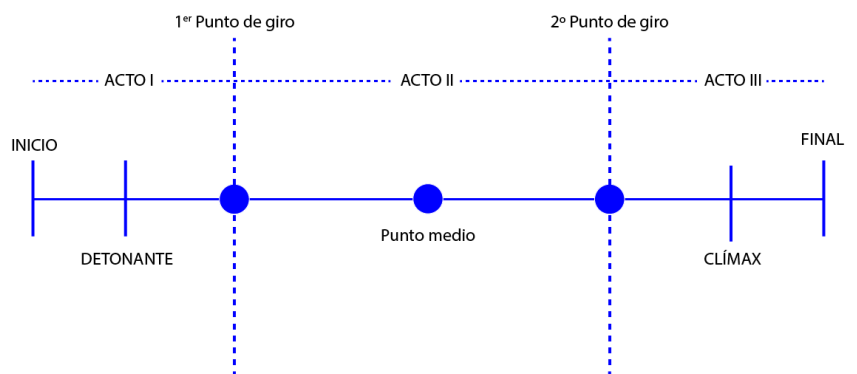 1er Punto de giro
2º Punto de giro
ACTO I
ACTO II
ACTO III
INICIO
FINAL
Punto medio
DETONANTE
CLÍMAX